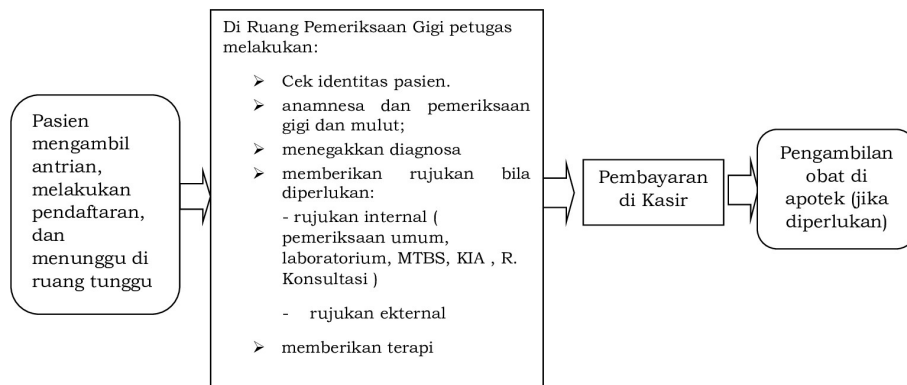 Pasien
mengambil
antrian,
melakukan
pendaftaran,
dan
menunggu di
ruang tunggu
Di Ruang Pemeriksaan Gigi petugas
melakukan:
➢ Cek identitas pasien.
➢ anamnesa dan pemeriksaan
gigi dan mulut;
➢ menegakkan diagnosa
➢ memberikan rujukan bila
diperlukan:
- rujukan internal (
pemeriksaan umum,
laboratorium, MTBS, KIA , R.
Konsultasi )
- rujukan ekternal
➢ memberikan terapi
Pembayaran
di Kasir
Pengambilan
obat di
apotek (jika
diperlukan)